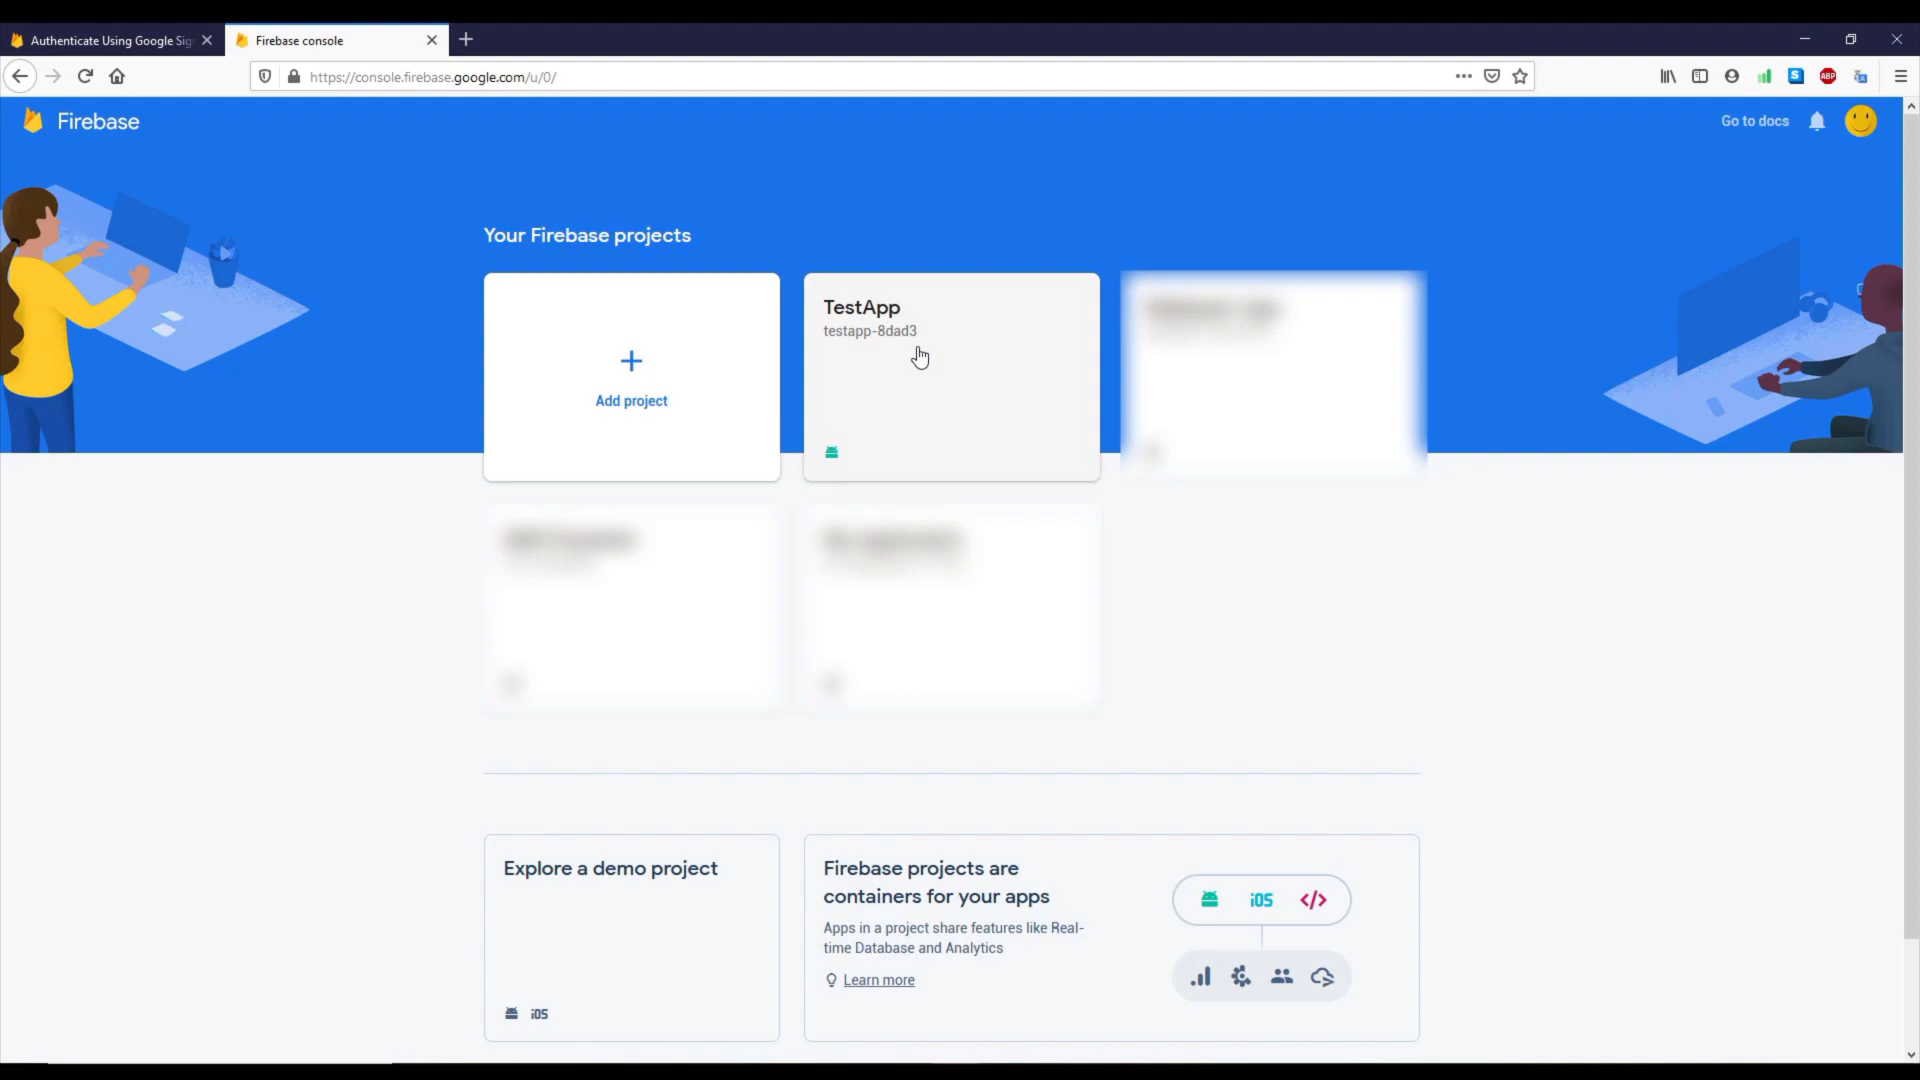 Authenticate Using Google Sig
Firebase console
https://console.firebase.google.com/u/0/
S
ABP
Firebase
Go to docs
Your Firebase projects
Add project
TestApp
testapp-8dad3
Explore a demo project
iOS
Firebase projects are
containers for your apps
Apps in a project share features like Real-
time Database and Analytics
Learn more
iOS